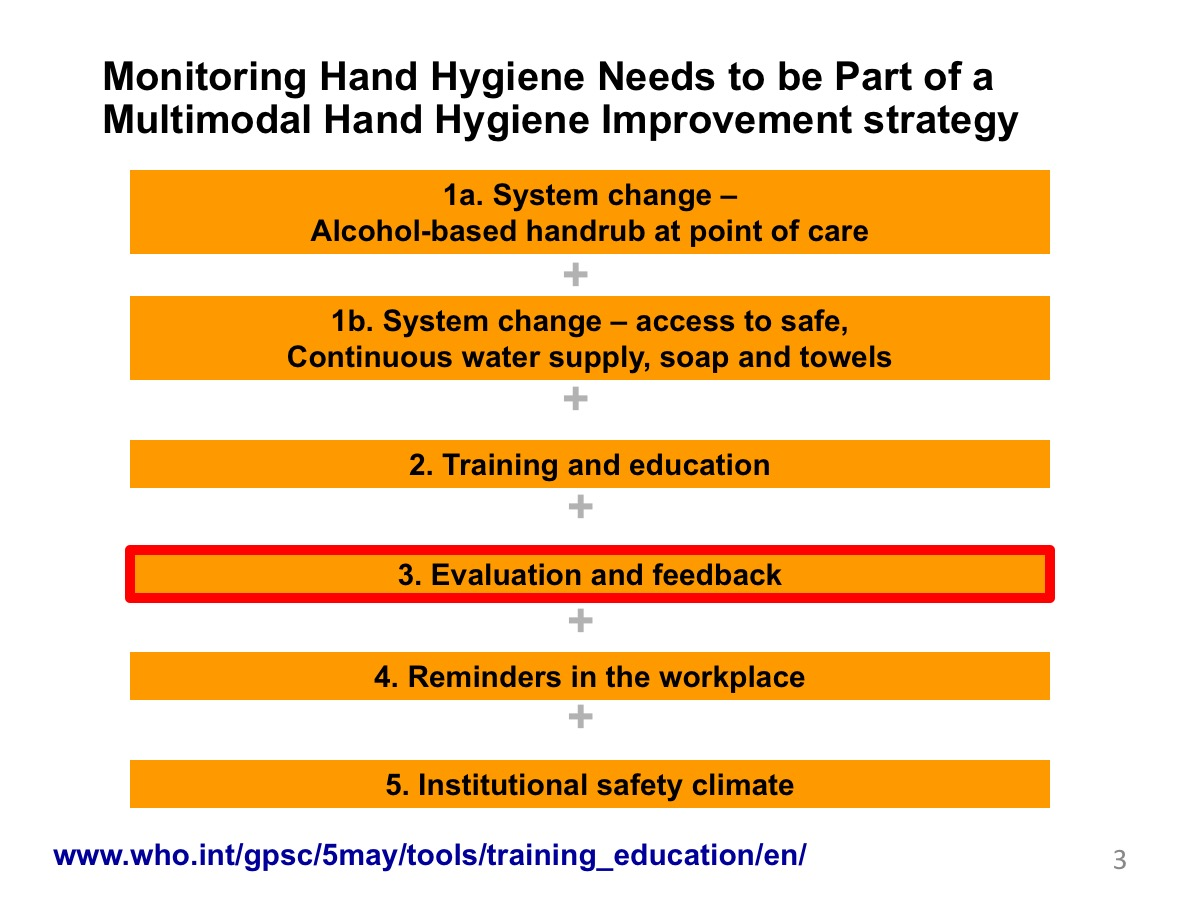 Monitoring Hand Hygiene Needs to be Part of a
Multimodal Hand Hygiene Improvement strategy
1a. System change –
Alcohol-based handrub at point of care
+
1b. System change – access to safe,
Continuous water supply, soap and towels
+
2. Training and education
+
3. Evaluation and feedback
+
4. Reminders in the workplace
+
5. Institutional safety climate
www.who.int/gpsc/5may/tools/training_education/en/
3